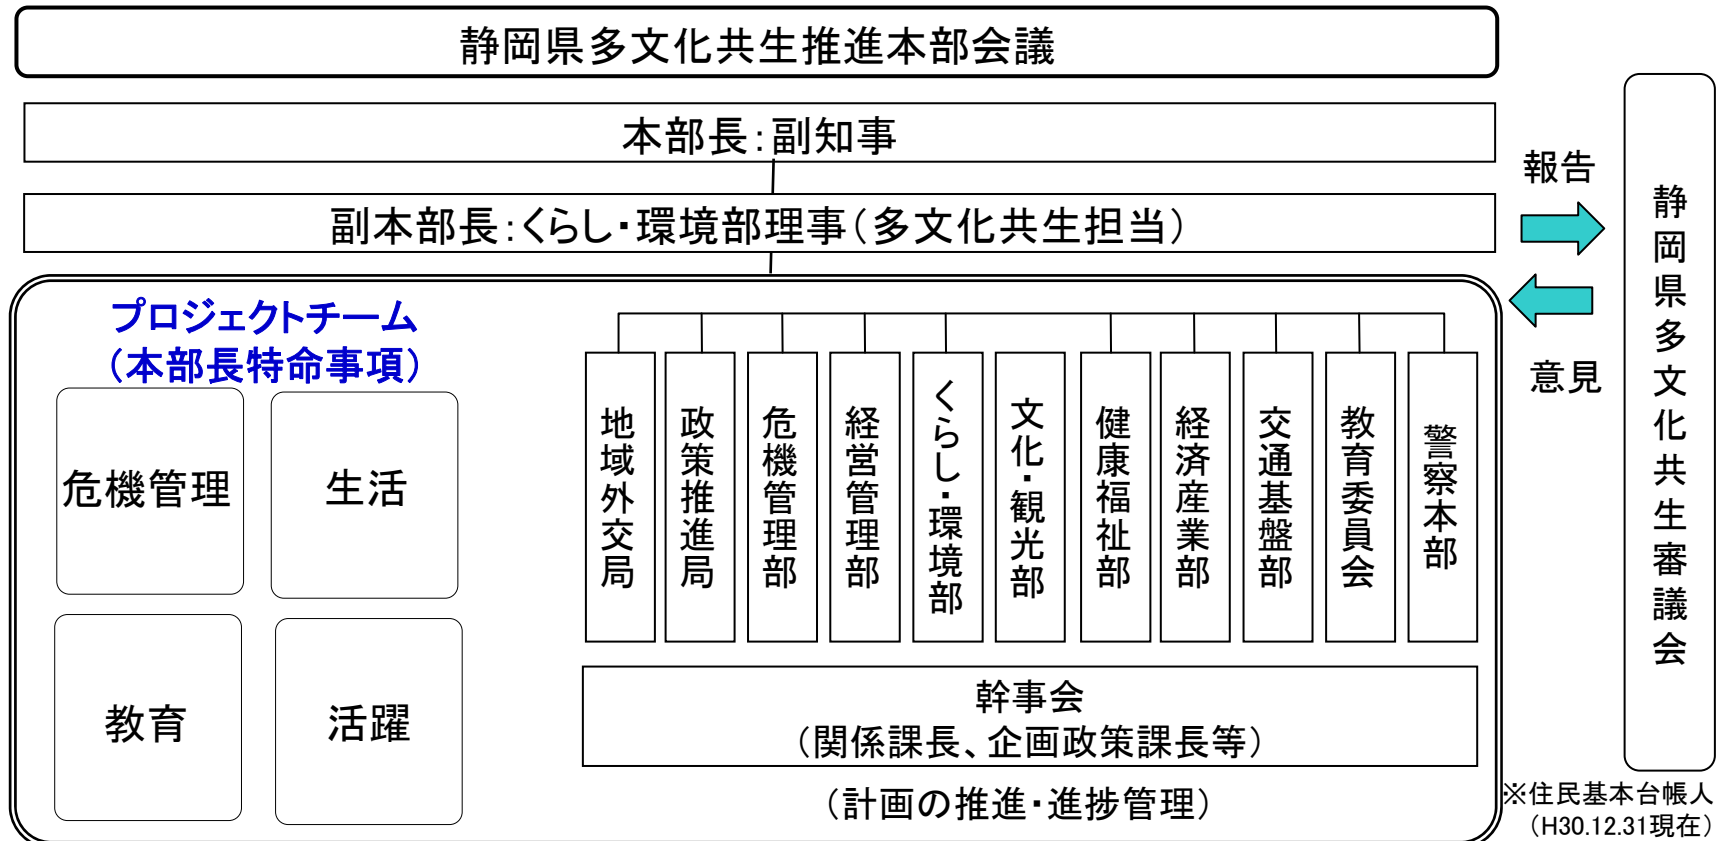 静岡県多文化共生推進本部会議
本部長:副知事
副本部長:くらし・環境部理事(多文化共生担当)
報告
意見
静岡県多文化共生審議会
プロジェクトチーム
(本部長特命事項)
危機管理
生活
教育
活躍
地域外交局
政策推進局
危機管理部
経営管理部
くらし・環境部
文化・観光部
健康福祉部
経済産業部
交通基盤部
教育委員会
警察本部
幹事会
(関係課長、企画政策課長等)
(計画の推進・進捗管理)
※住民基本台帳人
(H30.12.31現在)